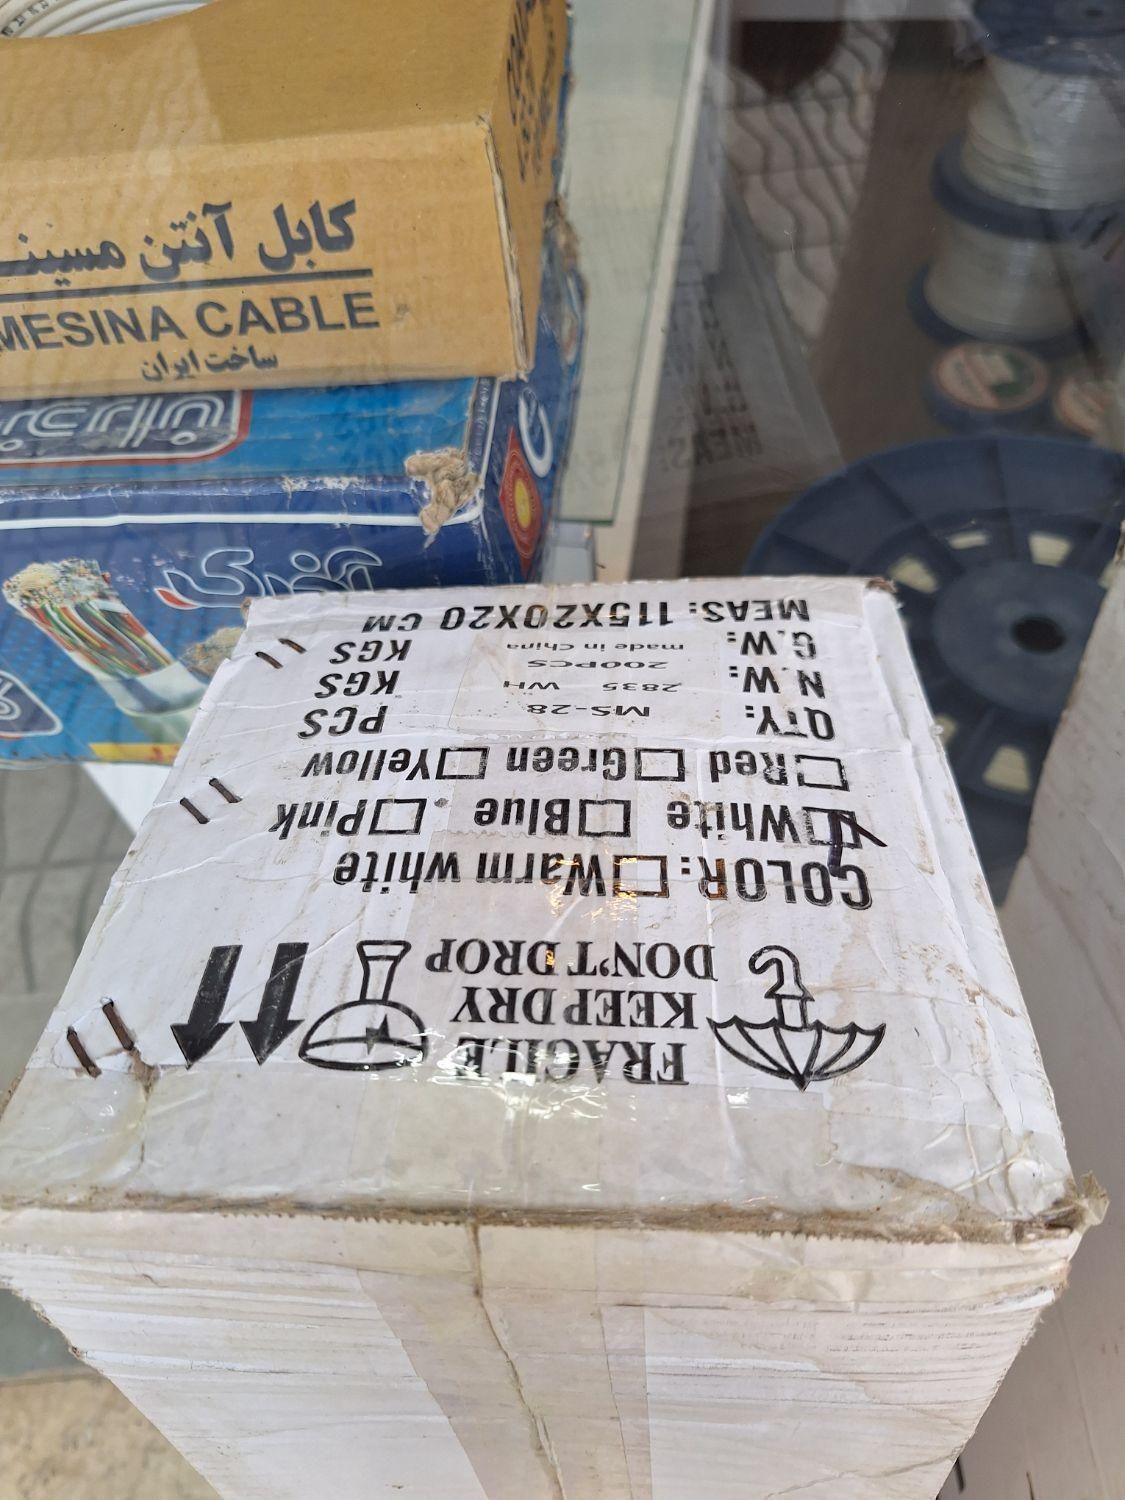 کابل آنتن
MESINA CABLE
ساخت ایران
FRAGILE
KEEP DRY
DON'T DROP
COLOR: Warm white
White Blue Pink
Red Green Yellow
QTY: MS-28 PCS
N.W: 2835 WH KGS
200PCS
G.W: made in China KGS
MEAS: 115X20X20 CM
MEAS: